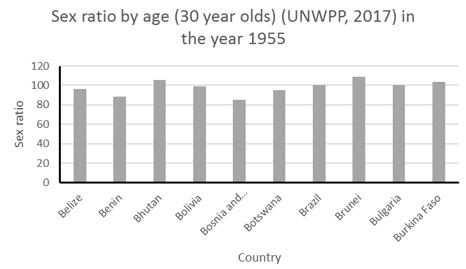 Sex ratio by age (30 year olds) (UNWPP, 2017) in
the year 1955
120
100
80
60
40
20
0
Sex ratio
Belize
Benin
Bhutan
Bolivia
Bosnia and...
Botswana
Brazil
Brunei
Bulgaria
Burkina Faso
Country